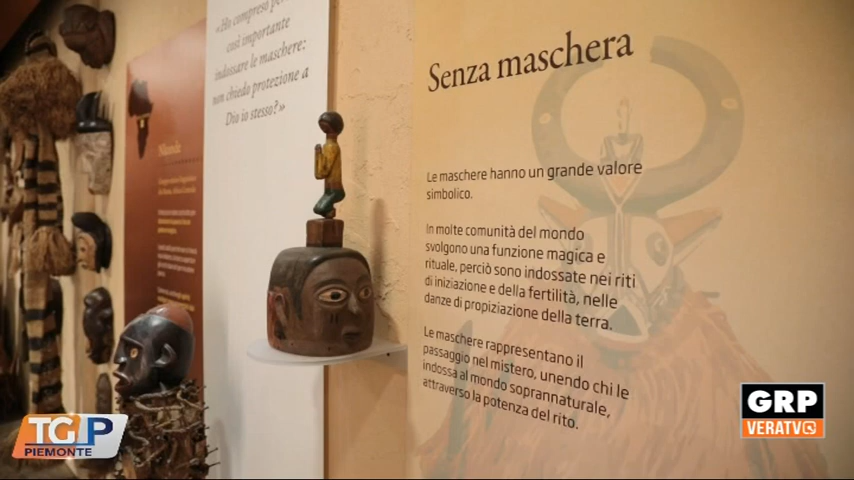 «Ho compreso
così importante
indossare le maschere:
non chiedo protezione a
Dio io stesso?»
Senza maschera
Le maschere hanno un grande valore
simbolico.
In molte comunità del mondo
svolgono una funzione magica e
rituale, perciò sono indossate nei riti
di iniziazione e della fertilità, nelle
danze di propiziazione della terra.
Le maschere rappresentano il
passaggio nel mistero, unendo chi le
indossa al mondo soprannaturale,
attraverso la potenza del rito.
TGP
PIEMONTE
GRP
VERATV